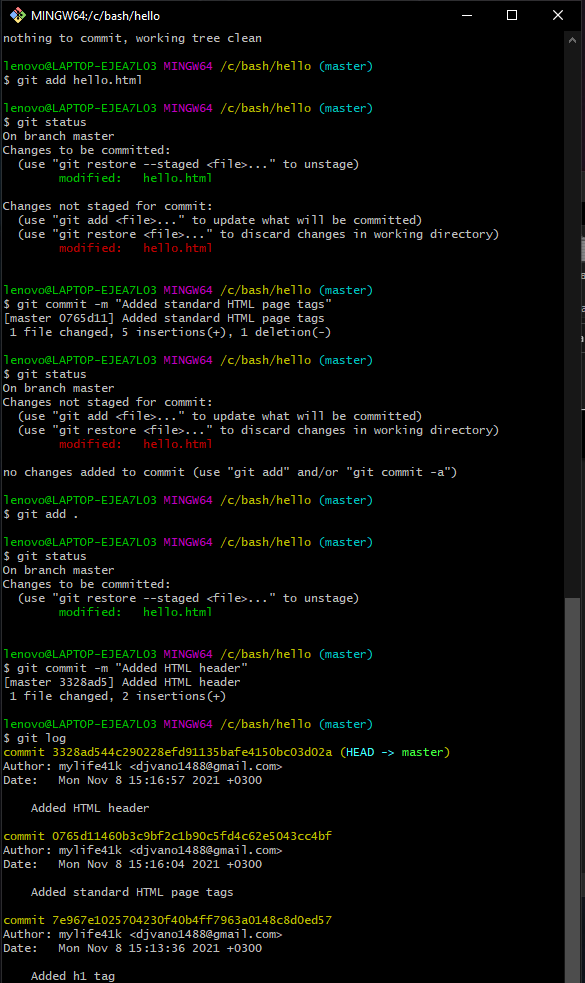 MINGW64:/c/bash/hello
nothing to commit, working tree clean
lenovo@LAPTOP-EJEA7LO3 MINGW64 /c/bash/hello (master)
$ git add hello.html
lenovo@LAPTOP-EJEA7LO3 MINGW64 /c/bash/hello (master)
$ git status
On branch master
Changes to be committed:
  (use "git restore --staged <file>..." to unstage)
        modified:   hello.html
Changes not staged for commit:
  (use "git add <file>..." to update what will be committed)
  (use "git restore <file>..." to discard changes in working directory)
        modified:   hello.html
lenovo@LAPTOP-EJEA7LO3 MINGW64 /c/bash/hello (master)
$ git commit -m "Added standard HTML page tags"
[master 0765d11] Added standard HTML page tags
 1 file changed, 5 insertions(+), 1 deletion(-)
lenovo@LAPTOP-EJEA7LO3 MINGW64 /c/bash/hello (master)
$ git status
On branch master
Changes not staged for commit:
  (use "git add <file>..." to update what will be committed)
  (use "git restore <file>..." to discard changes in working directory)
        modified:   hello.html
no changes added to commit (use "git add" and/or "git commit -a")
lenovo@LAPTOP-EJEA7LO3 MINGW64 /c/bash/hello (master)
$ git add .
lenovo@LAPTOP-EJEA7LO3 MINGW64 /c/bash/hello (master)
$ git status
On branch master
Changes to be committed:
  (use "git restore --staged <file>..." to unstage)
        modified:   hello.html
lenovo@LAPTOP-EJEA7LO3 MINGW64 /c/bash/hello (master)
$ git commit -m "Added HTML header"
[master 3328ad5] Added HTML header
 1 file changed, 2 insertions(+)
lenovo@LAPTOP-EJEA7LO3 MINGW64 /c/bash/hello (master)
$ git log
commit 3328ad544c290228efd91135bafe4150bc03d02a (HEAD -> master)
Author: mylife41k <djvano1488@gmail.com>
Date:   Mon Nov 8 15:16:57 2021 +0300
    Added HTML header
commit 0765d11460b3c9bf2c1b90c5fd4c62e5043cc4bf
Author: mylife41k <djvano1488@gmail.com>
Date:   Mon Nov 8 15:16:04 2021 +0300
    Added standard HTML page tags
commit 7e967e1025704230f40b4ff7963a0148c8d0ed57
Author: mylife41k <djvano1488@gmail.com>
Date:   Mon Nov 8 15:13:36 2021 +0300
    Added h1 tag